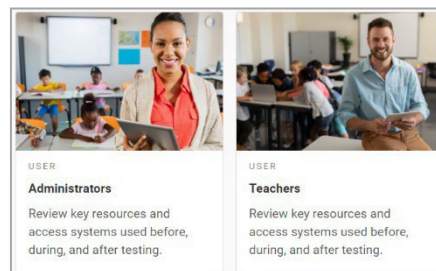 USER
Administrators
Review key resources and
access systems used before,
during, and after testing.
USER
Teachers
Review key resources and
access systems used before,
during, and after testing.